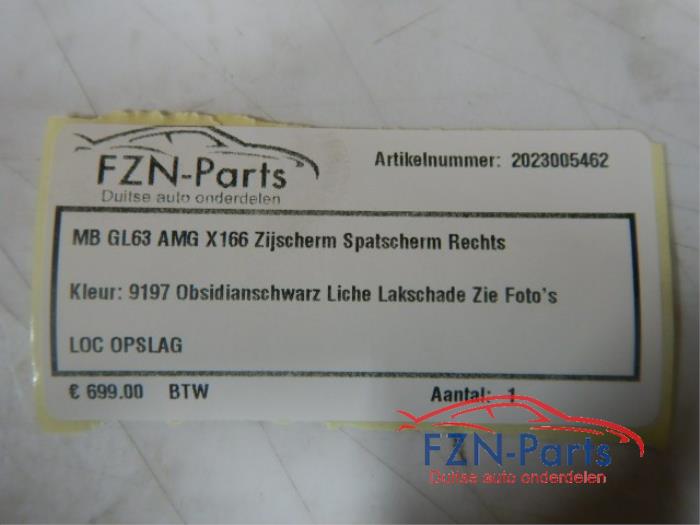 FZN-Parts
Duitse auto onderdelen
Artikelnummer: 2023005462
MB GL63 AMG X166 Zijscherm Spatscherm Rechts
Kleur: 9197 Obsidianschwarz Liche Lakschade Zie Foto's
LOC OPSLAG
€ 699.00 BTW Aantal: 1
FZN-Parts
Duitse auto onderdelen